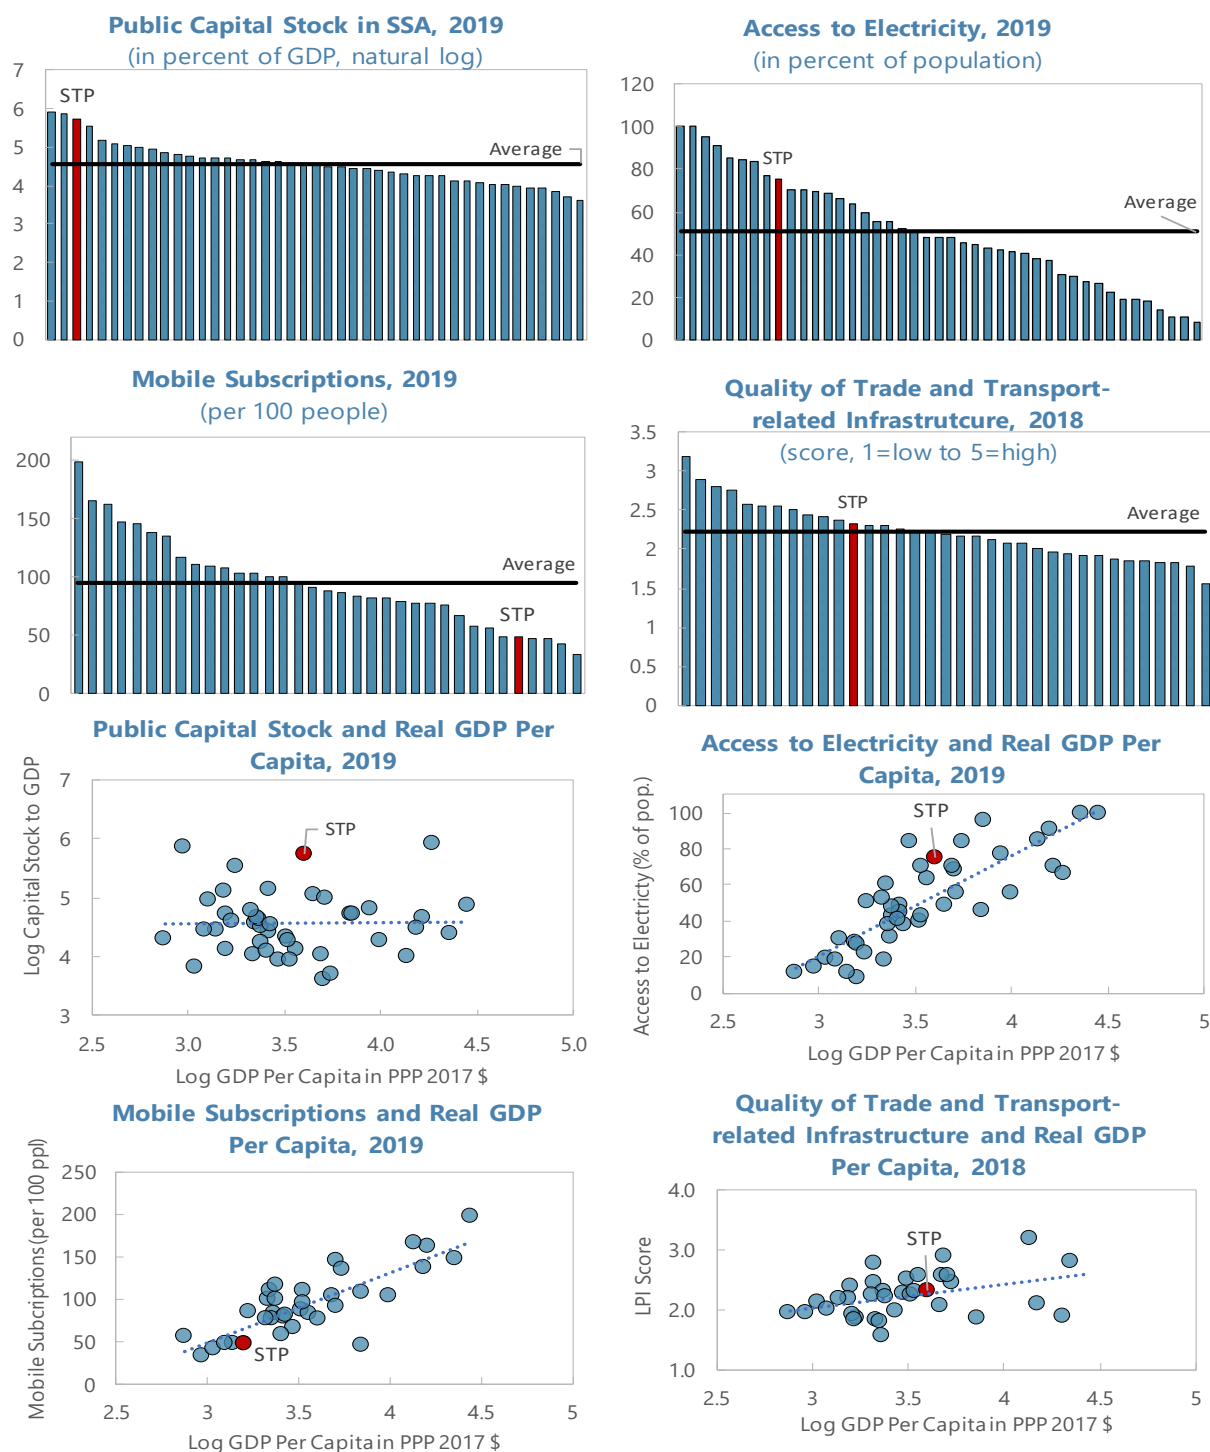 Public Capital Stock in SSA, 2019
(in percent of GDP, natural log)
7
6
5
4
3
2
1
0
STP
Average
Access to Electricity, 2019
(in percent of population)
120
100
80
60
40
20
0
STP
Average
Mobile Subscriptions, 2019
(per 100 people)
200
150
100
50
0
Average
STP
Quality of Trade and Transport-
related Infrastrutcure, 2018
(score, 1=low to 5=high)
3.5
3
2.5
2
1.5
1
0.5
0
STP
Average
Public Capital Stock and Real GDP Per
Capita, 2019
Log Capital Stock to GDP
7
6
5
4
3
STP
2.5 3.0 3.5 4.0 4.5 5.0
Log GDP Per Capita in PPP 2017 $
Access to Electricity and Real GDP Per
Capita, 2019
Access to Electricty (% of pop.)
100
80
60
40
20
0
STP
2.5 3 3.5 4 4.5 5
Log GDP Per Capita in PPP 2017 $
Mobile Subscriptions and Real GDP
Per Capita, 2019
Mobile Subcriptions (per 100 ppl)
250
200
150
100
50
0
STP
2.5 3 3.5 4 4.5 5
Log GDP Per Capita in PPP 2017 $
Quality of Trade and Transport-
related Infrastructure and Real GDP
Per Capita, 2018
LPI Score
4.0
3.0
2.0
1.0
STP
2.5 3 3.5 4 4.5 5
Log GDP Per Capita in PPP 2017 $